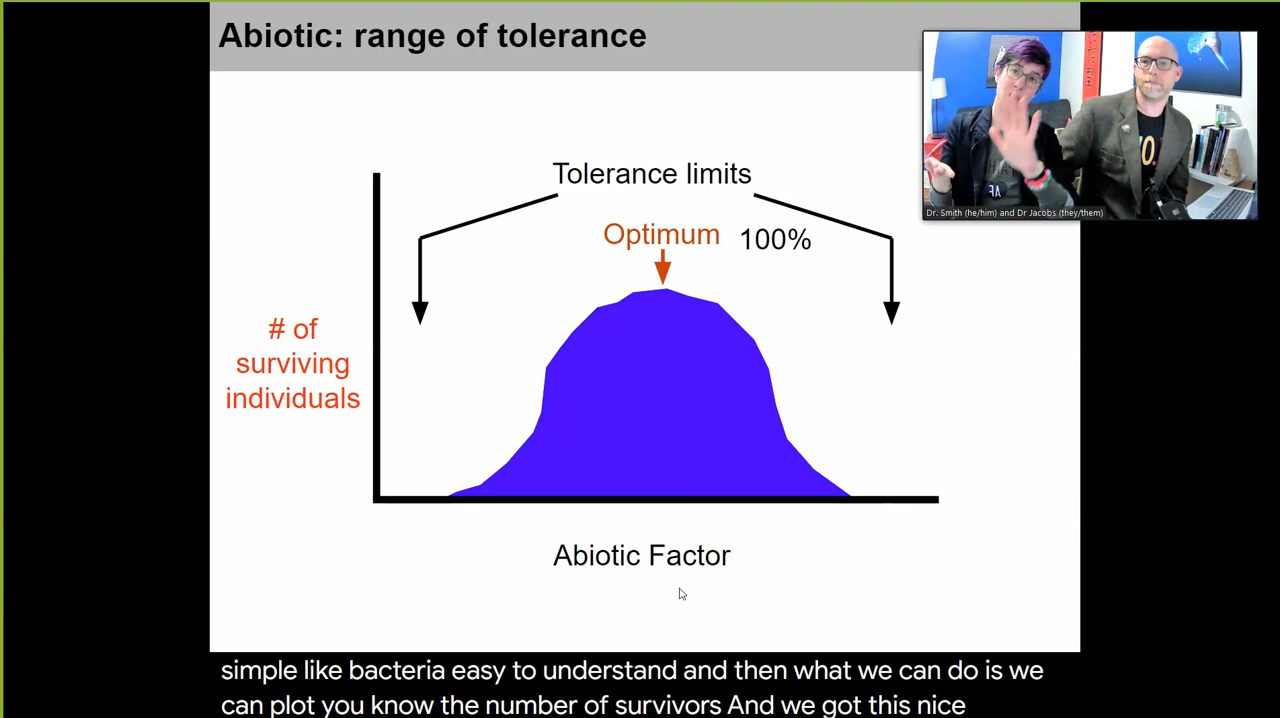 Abiotic: range of tolerance
Dr. Smith (he/him) and Dr Jacobs (they/them)
Tolerance limits
Optimum
100%
# of
surviving
individuals
Abiotic Factor
simple like bacteria easy to understand and then what we can do is we
can plot you know the number of survivors And we got this nice